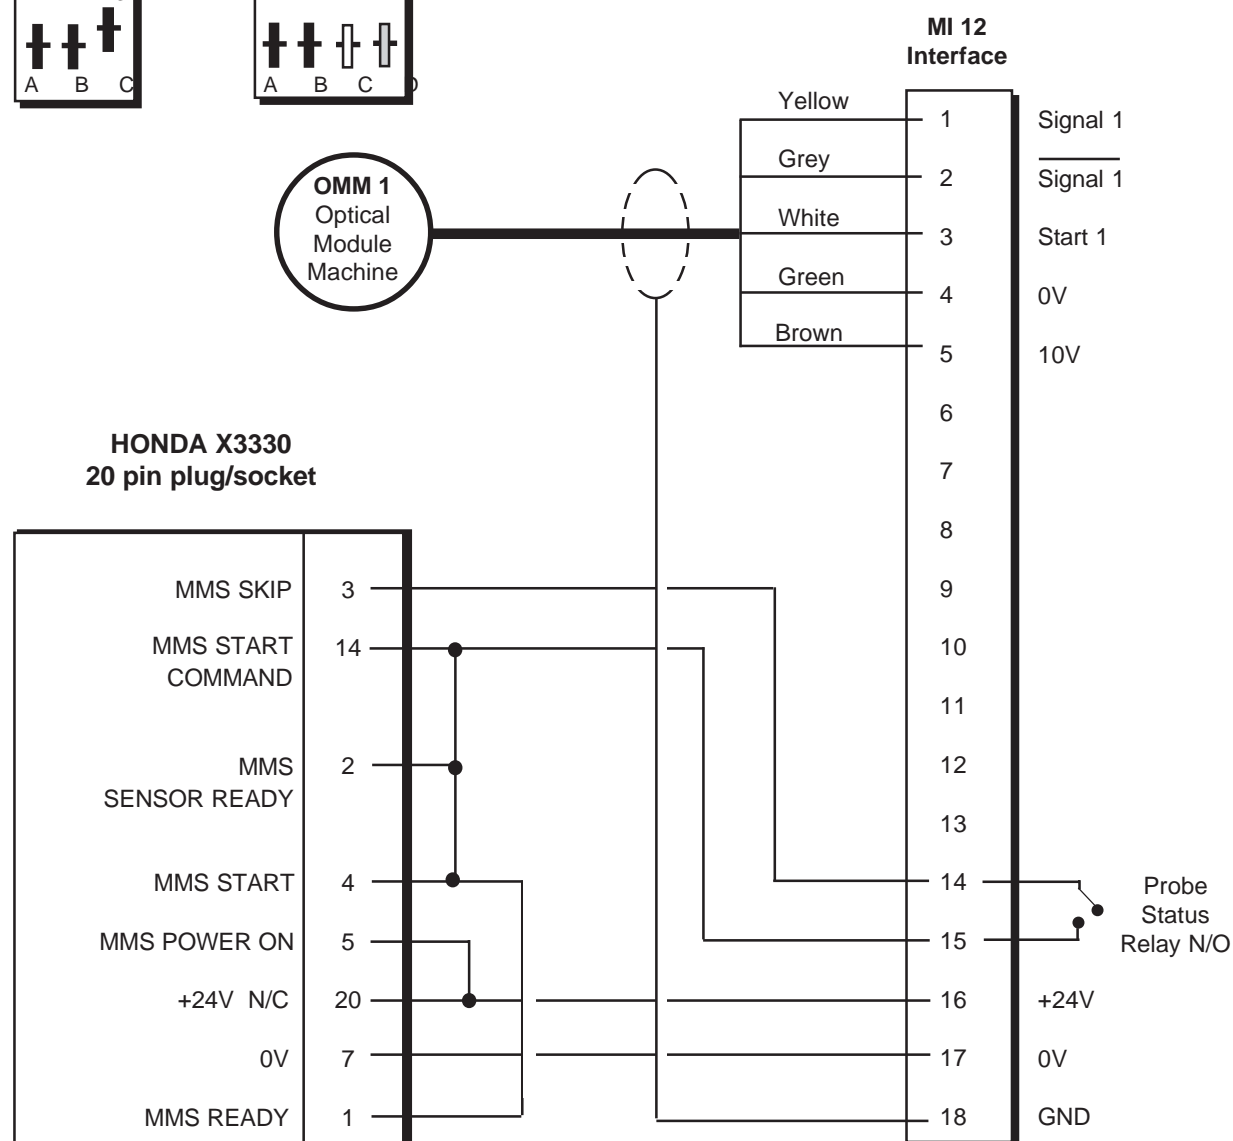 A B C
A B C D
MI 12
Interface
OMM 1
Optical
Module
Machine
Yellow
Grey
White
Green
Brown
1 Signal 1
2 Signal 1
3 Start 1
4 0V
5 10V
6
7
8
9
10
11
12
13
14
15
16 +24V
17 0V
18 GND
Probe
Status
Relay N/O
HONDA X3330
20 pin plug/socket
MMS SKIP 3
MMS START 14
COMMAND
MMS 2
SENSOR READY
MMS START 4
MMS POWER ON 5
+24V N/C 20
0V 7
MMS READY 1